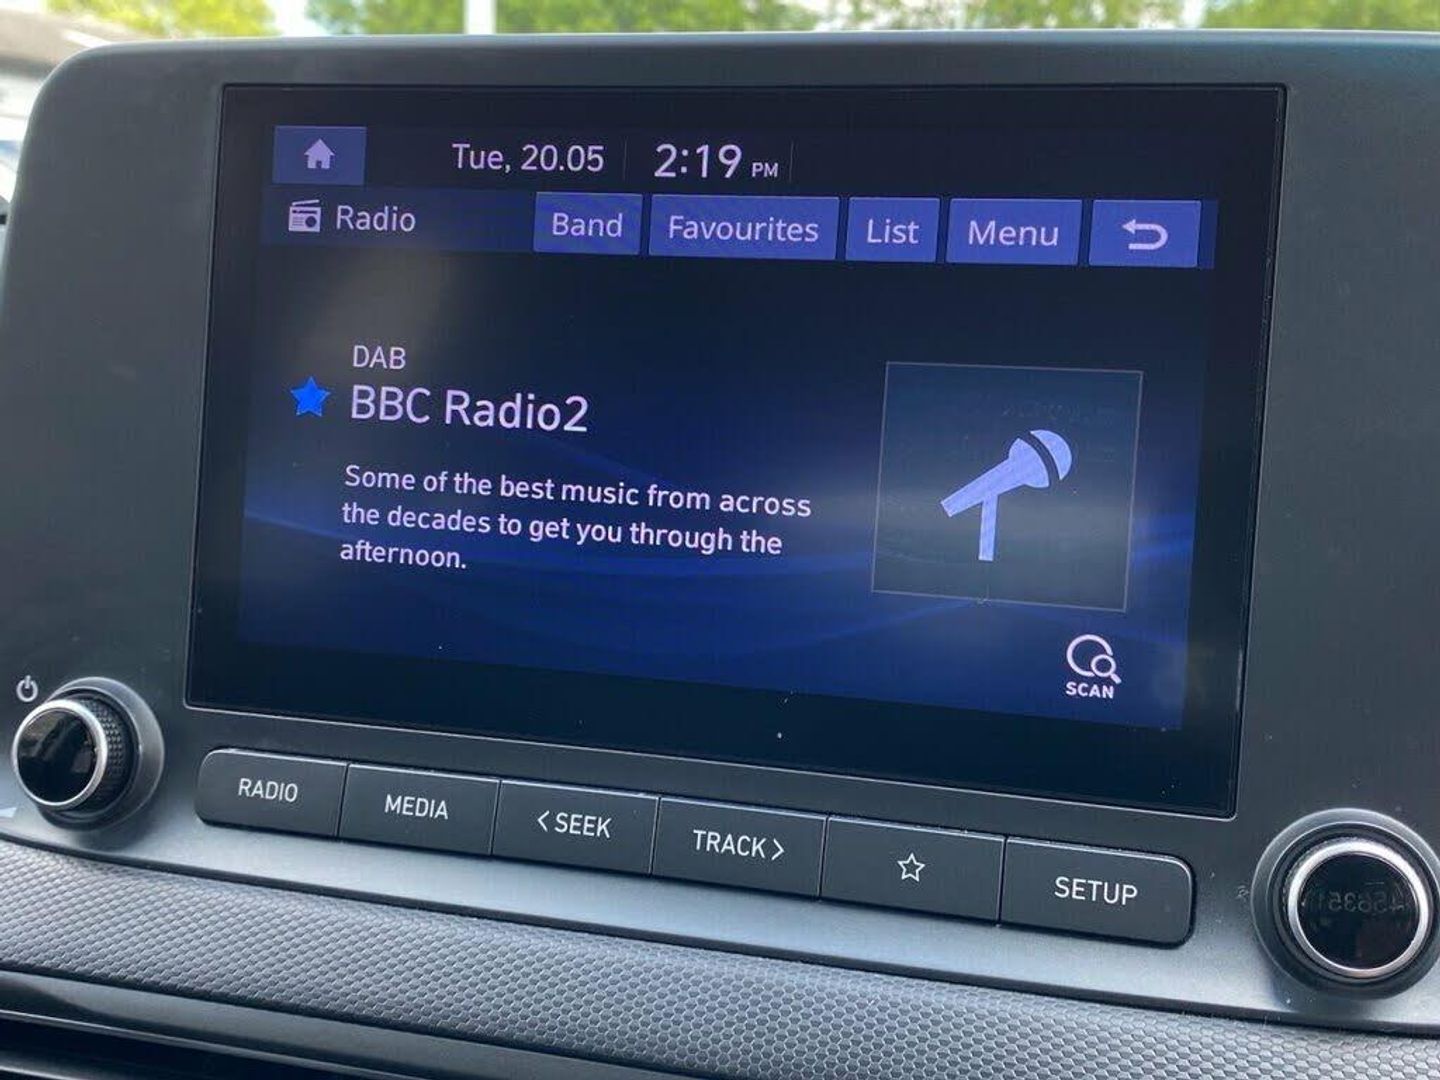 Tue, 20.05 2:19 PM
Radio Band Favourites List Menu
DAB
BBC Radio2
Some of the best music from across
the decades to get you through the
afternoon.
SCAN
RADIO MEDIA <SEEK TRACK> SETUP